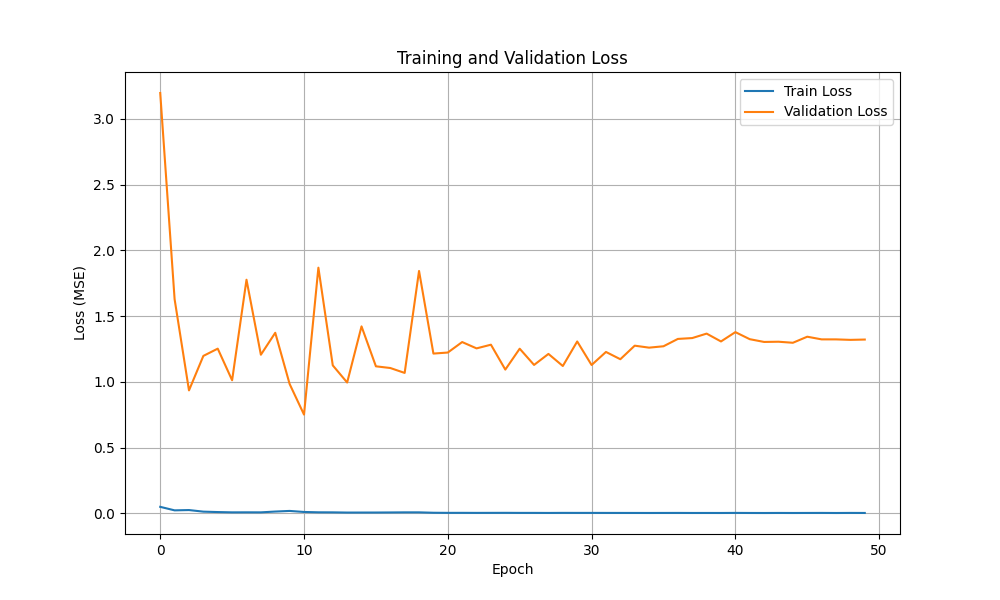 Training and Validation Loss
Train Loss
Validation Loss
3.0
2.5
2.0
1.5
1.0
0.5
0.0
Loss (MSE)
0 10 20 30 40 50
Epoch